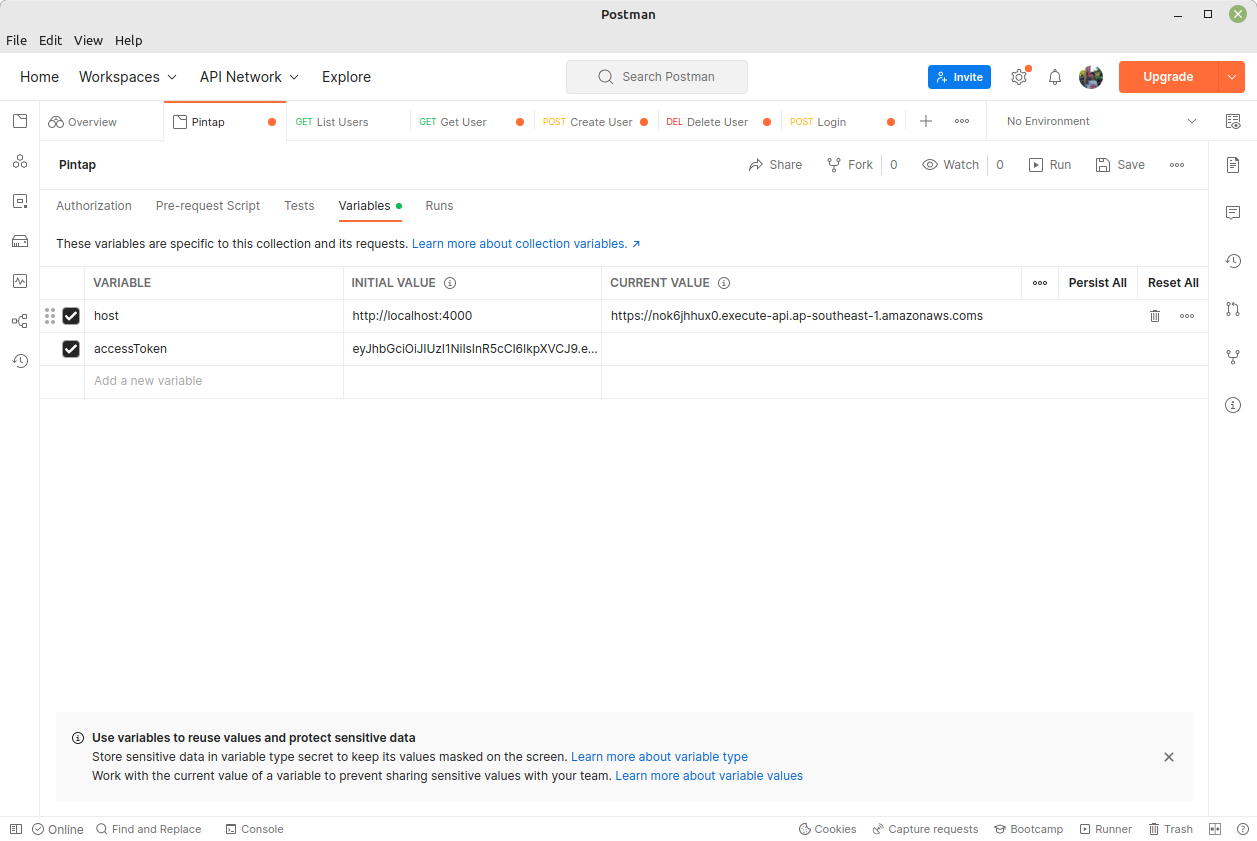 Postman
File Edit View Help
Home Workspaces API Network Explore Search Postman Invite Upgrade
Overview Pintap GET List Users GET Get User POST Create User DEL Delete User POST Login No Environment
Pintap Share Fork 0 Watch 0 Run Save
Authorization Pre-request Script Tests Variables Runs
These variables are specific to this collection and its requests. Learn more about collection variables. ↗
VARIABLE INITIAL VALUE CURRENT VALUE Persist All Reset All
host http://localhost:4000 https://nok6jhhux0.execute-api.ap-southeast-1.amazonaws.coms
accessToken eyJhbGciOiJIUzI1NiIsInR5cCI6IkpXVCJ9.e...
Add a new variable
Use variables to reuse values and protect sensitive data
Store sensitive data in variable type secret to keep its values masked on the screen. Learn more about variable type
Work with the current value of a variable to prevent sharing sensitive values with your team. Learn more about variable values
Online Find and Replace Console Cookies Capture requests Bootcamp Runner Trash